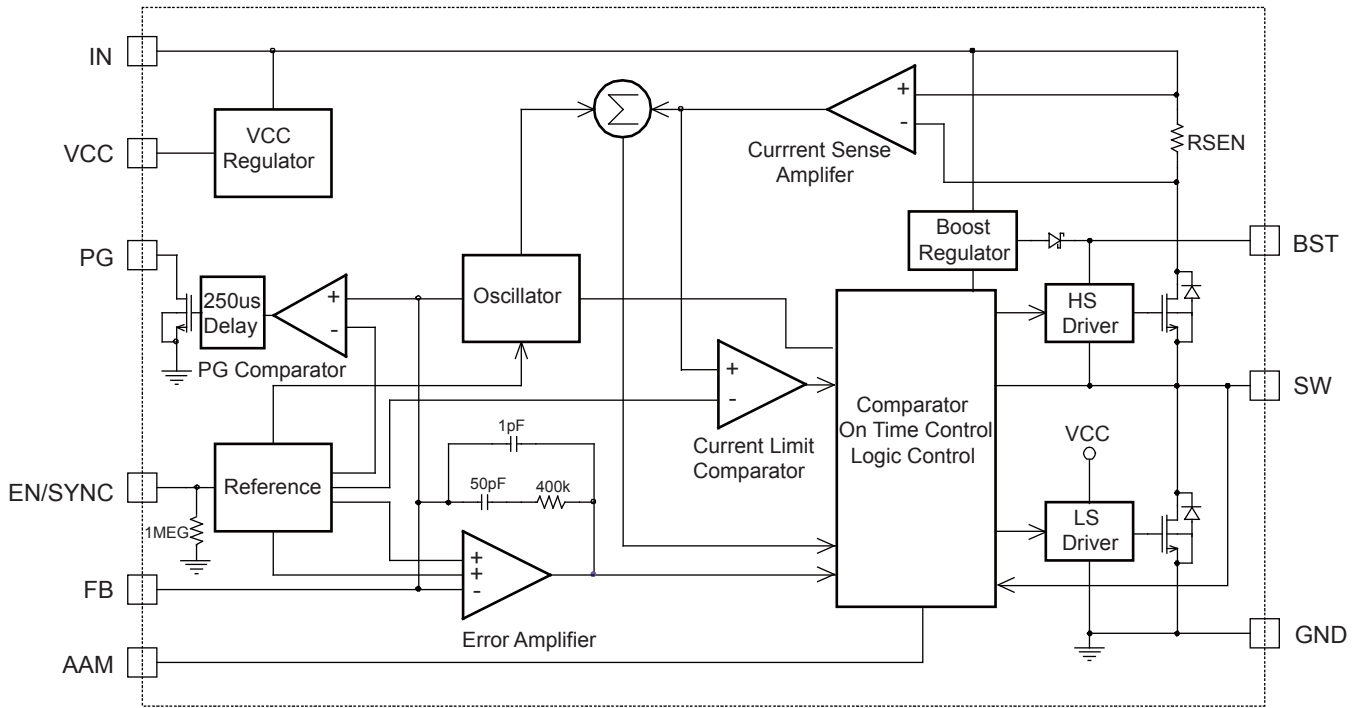 IN
VCC
Regulator
VCC
Σ
+
-
Currrent Sense
Amplifer
RSEN
Boost
Regulator
BST
PG
250us
Delay
+
-
PG Comparator
Oscillator
HS
Driver
SW
+
-
Current Limit
Comparator
Comparator
On Time Control
Logic Control
VCC
1pF
50pF
400k
EN/SYNC
Reference
1MEG
LS
Driver
+
+
-
Error Amplifier
FB
GND
AAM